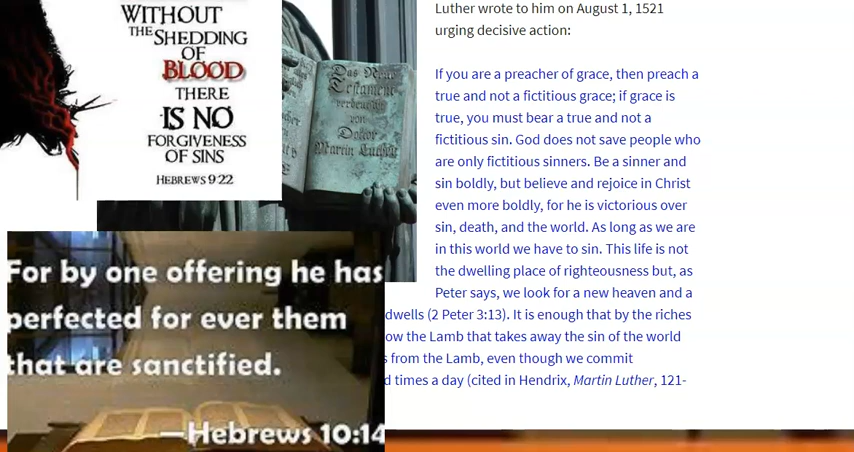 WITHOUT
THE SHEDDING
OF
BLOOD
THERE
IS NO
FORGIVENESS
OF SINS
HEBREWS 9:22
Das Neue
Testament
von
Doktor
Martin Luther
For by one offering he has
perfected for ever them
that are sanctified.
—Hebrews 10:14
Luther wrote to him on August 1, 1521
urging decisive action:
If you are a preacher of grace, then preach a
true and not a fictitious grace; if grace is
true, you must bear a true and not a
fictitious sin. God does not save people who
are only fictitious sinners. Be a sinner and
sin boldly, but believe and rejoice in Christ
even more boldly, for he is victorious over
sin, death, and the world. As long as we are
in this world we have to sin. This life is not
the dwelling place of righteousness but, as
Peter says, we look for a new heaven and a
dwells (2 Peter 3:13). It is enough that by the riches
ow the Lamb that takes away the sin of the world
s from the Lamb, even though we commit
d times a day (cited in Hendrix, Martin Luther, 121-